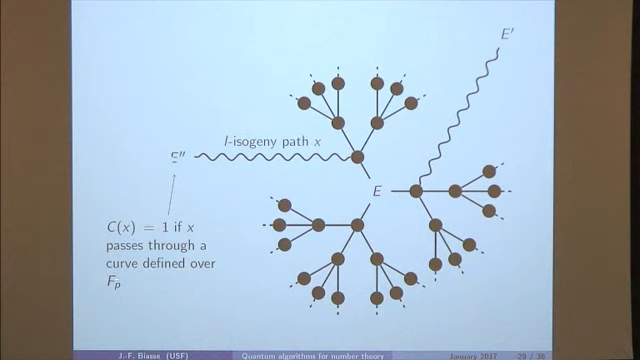 E′
l-isogeny path x
E″
E
C(x) = 1 if x
passes through a
curve defined over
F_p
J.-F. Biasse (USF)
Quantum algorithms for number theory
January 2017
29 / 36